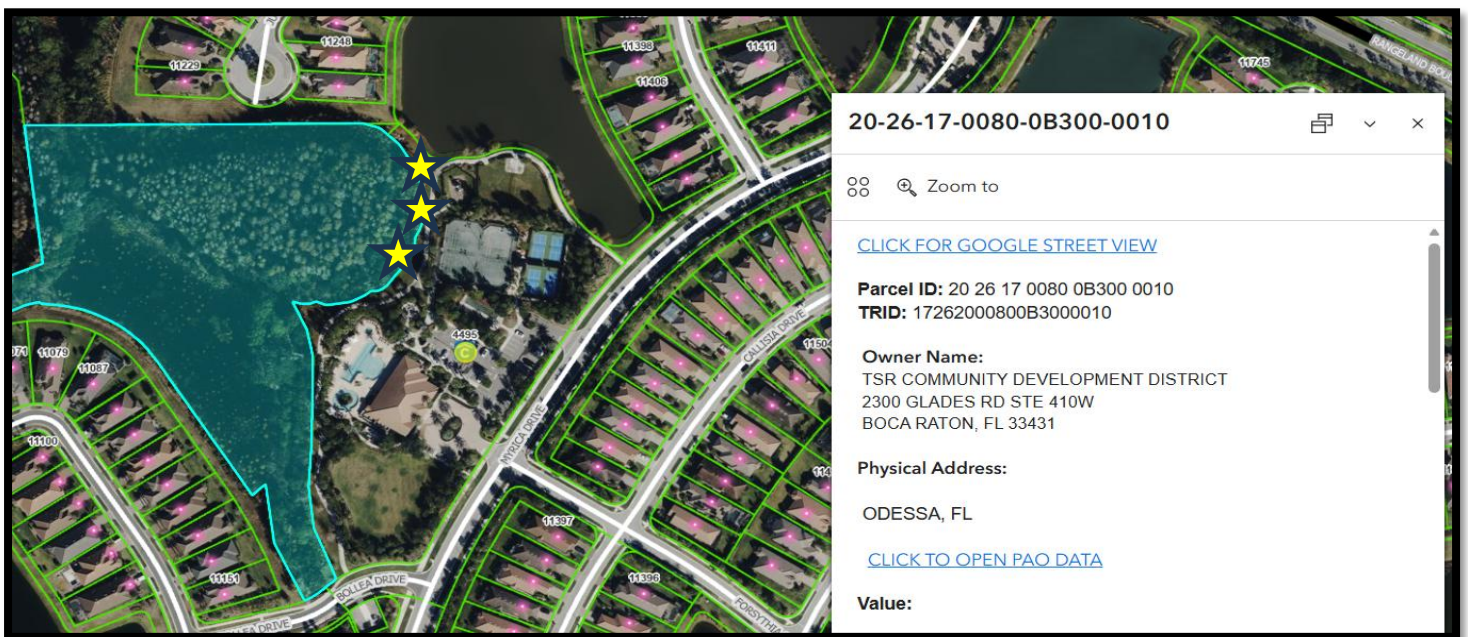 11248
11229
11398
11411
11406
11745
RANGELAND
20-26-17-0080-0B300-0010
Zoom to
CLICK FOR GOOGLE STREET VIEW
Parcel ID: 20 26 17 0080 0B300 0010
TRID: 17262000800B3000010
Owner Name:
TSR COMMUNITY DEVELOPMENT DISTRICT
2300 GLADES RD STE 410W
BOCA RATON, FL 33431
Physical Address:
ODESSA, FL
CLICK TO OPEN PAO DATA
Value:
4495
C
CALLISIA DRIVE
11504
11079
11087
MYRICA DRIVE
11100
11397
11151
BOLLEA DRIVE
11396